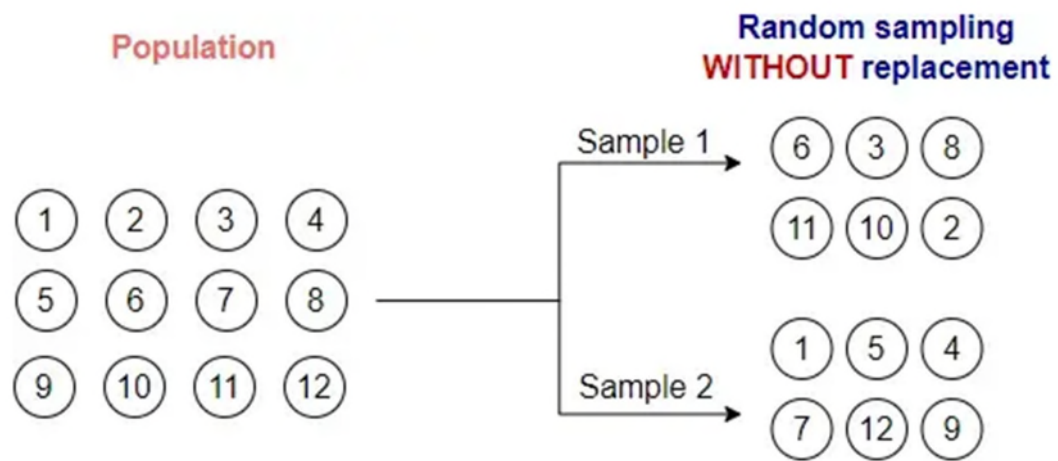 Population
Random sampling
WITHOUT replacement
Sample 1
6 3 8
11 10 2
1 2 3 4
5 6 7 8
9 10 11 12
Sample 2
1 5 4
7 12 9